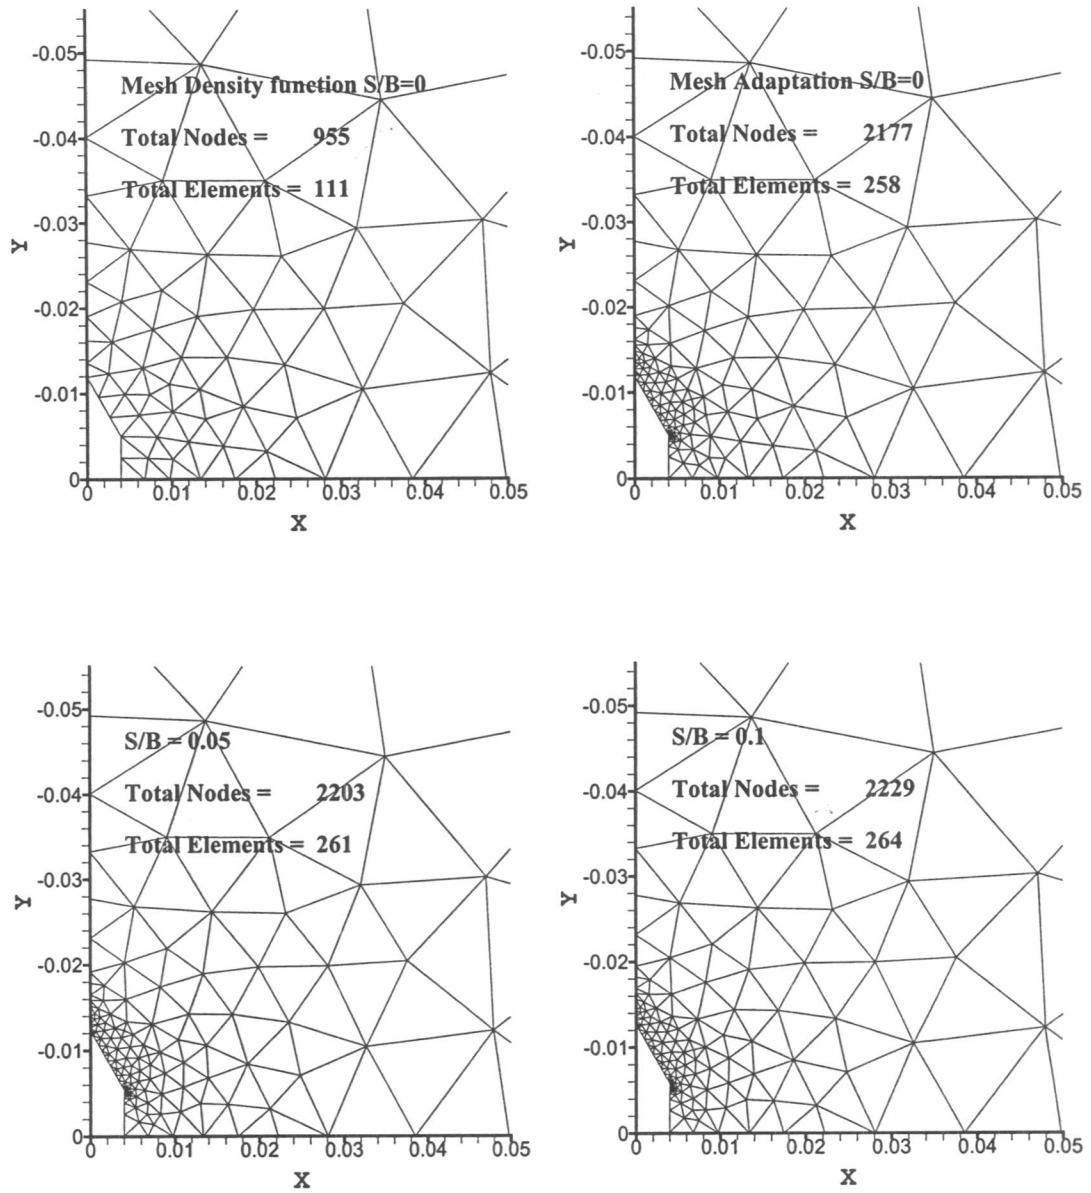 -0.05
Mesh Density function S/B=0
Total Nodes = 955
-0.04
Total Elements = 111
-0.03
Y
-0.02
-0.01
0
0 0.01 0.02 0.03 0.04 0.05
X
-0.05
Mesh Adaptation S/B=0
Total Nodes = 2177
-0.04
Total Elements = 258
-0.03
Y
-0.02
-0.01
0
0 0.01 0.02 0.03 0.04 0.05
X
-0.05
S/B = 0.05
Total Nodes = 2203
-0.04
Total Elements = 261
-0.03
Y
-0.02
-0.01
0
0 0.01 0.02 0.03 0.04 0.05
X
-0.05
S/B = 0.1
Total Nodes = 2229
-0.04
Total Elements = 264
-0.03
Y
-0.02
-0.01
0
0 0.01 0.02 0.03 0.04 0.05
X